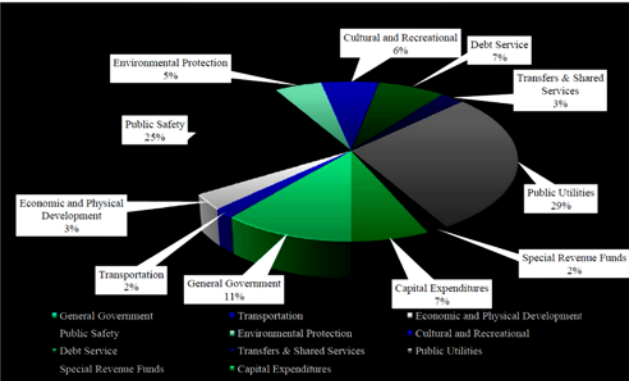 Cultural and Recreational
6%
Debt Service
7%
Environmental Protection
5%
Transfers & Shared
Services
3%
Public Safety
25%
Public Utilities
29%
Economic and Physical
Development
3%
Special Revenue Funds
2%
Transportation
2%
General Government
11%
Capital Expenditures
7%
General Government
Transportation
Economic and Physical Development
Public Safety
Environmental Protection
Cultural and Recreational
Debt Service
Transfers & Shared Services
Public Utilities
Special Revenue Funds
Capital Expenditures